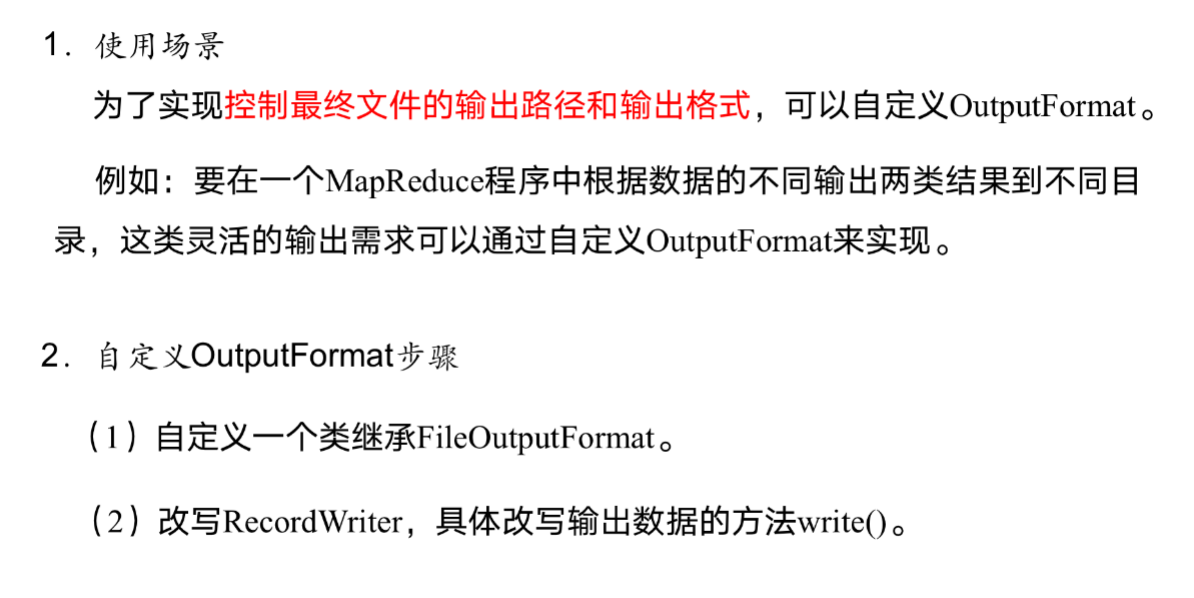 1．使用场景
为了实现控制最终文件的输出路径和输出格式，可以自定义OutputFormat。
例如：要在一个MapReduce程序中根据数据的不同输出两类结果到不同目
录，这类灵活的输出需求可以通过自定义OutputFormat来实现。
2．自定义OutputFormat步骤
（1）自定义一个类继承FileOutputFormat。
（2）改写RecordWriter，具体改写输出数据的方法write()。